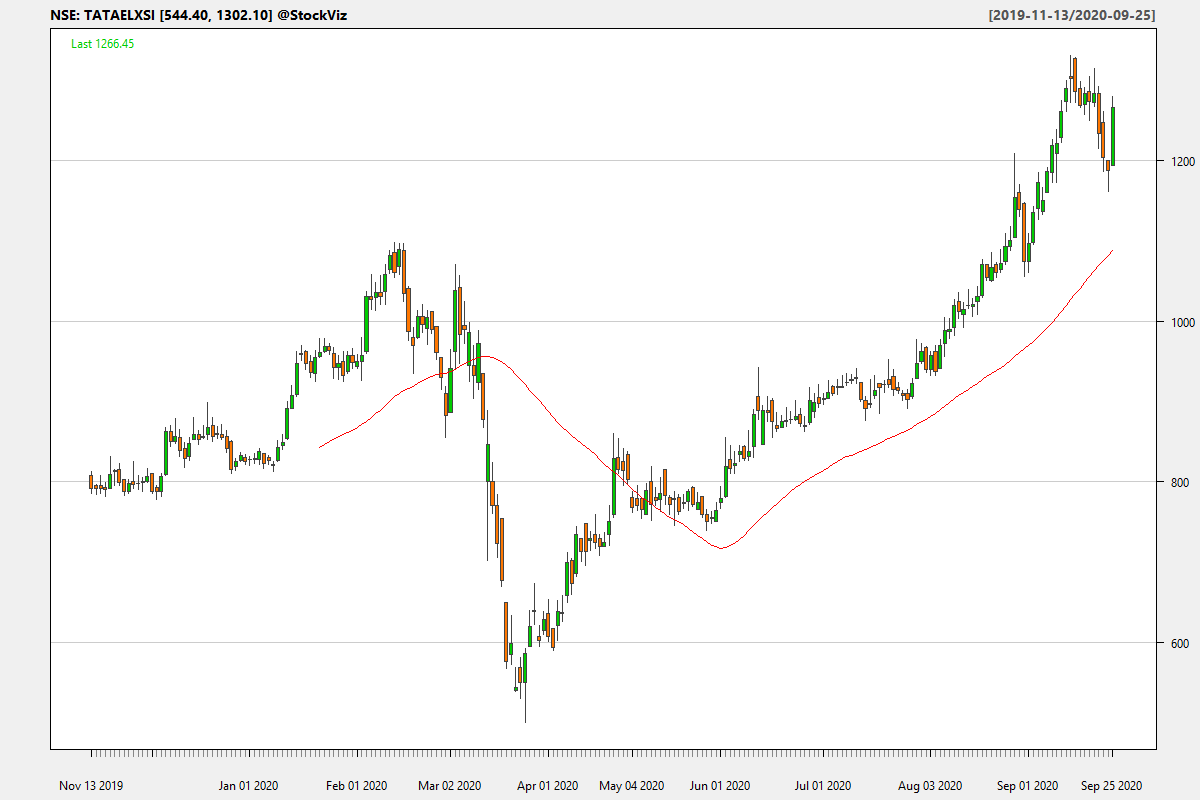 NSE: TATAELXSI [544.40, 1302.10] @StockViz [2019-11-13/2020-09-25]
Last 1266.45
1200
1000
800
600
Nov 13 2019 Jan 01 2020 Feb 01 2020 Mar 02 2020 Apr 01 2020 May 04 2020 Jun 01 2020 Jul 01 2020 Aug 03 2020 Sep 01 2020 Sep 25 2020